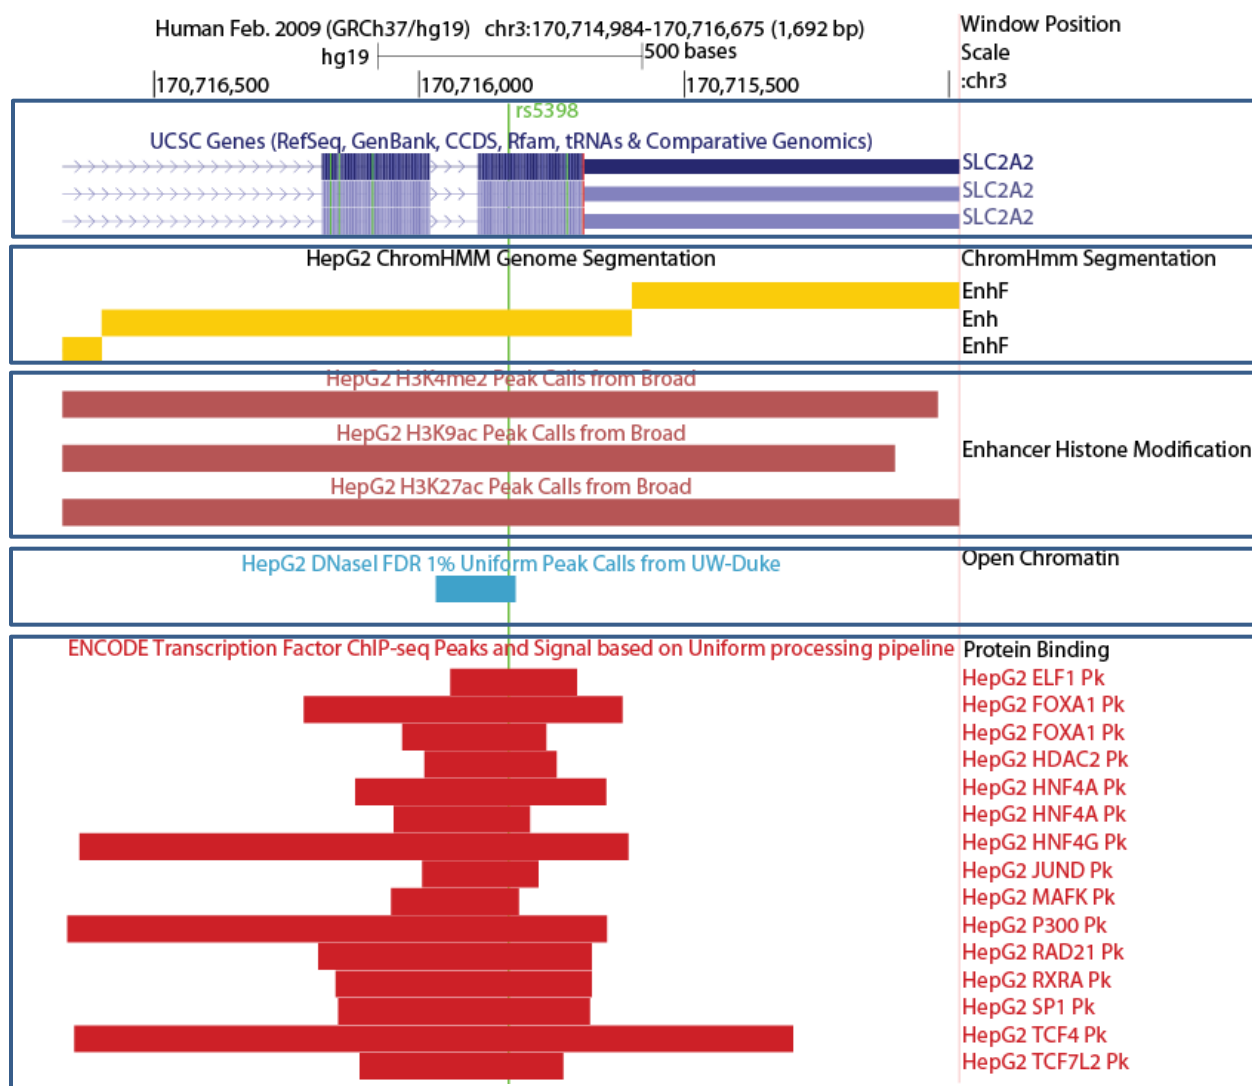 Human Feb. 2009 (GRCh37/hg19) chr3:170,714,984-170,716,675 (1,692 bp) Window Position
hg19 500 bases Scale
170,716,500 170,716,000 170,715,500 :chr3
rs5398
UCSC Genes (RefSeq, GenBank, CCDS, Rfam, tRNAs & Comparative Genomics)
SLC2A2
SLC2A2
SLC2A2
HepG2 ChromHMM Genome Segmentation ChromHmm Segmentation
EnhF
Enh
EnhF
HepG2 H3K4me2 Peak Calls from Broad
HepG2 H3K9ac Peak Calls from Broad
Enhancer Histone Modification
HepG2 H3K27ac Peak Calls from Broad
HepG2 DNaseI FDR 1% Uniform Peak Calls from UW-Duke Open Chromatin
ENCODE Transcription Factor ChIP-seq Peaks and Signal based on Uniform processing pipeline Protein Binding
HepG2 ELF1 Pk
HepG2 FOXA1 Pk
HepG2 FOXA1 Pk
HepG2 HDAC2 Pk
HepG2 HNF4A Pk
HepG2 HNF4A Pk
HepG2 HNF4G Pk
HepG2 JUND Pk
HepG2 MAFK Pk
HepG2 P300 Pk
HepG2 RAD21 Pk
HepG2 RXRA Pk
HepG2 SP1 Pk
HepG2 TCF4 Pk
HepG2 TCF7L2 Pk